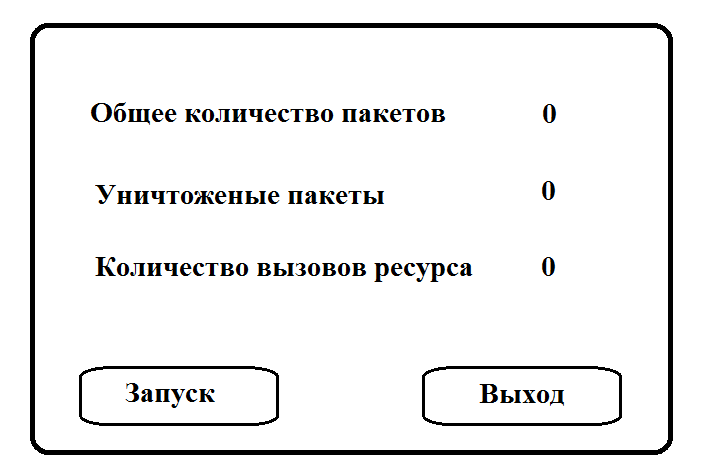 Общее количество пакетов 0
Уничтоженые пакеты 0
Количество вызовов ресурса 0
Запуск Выход